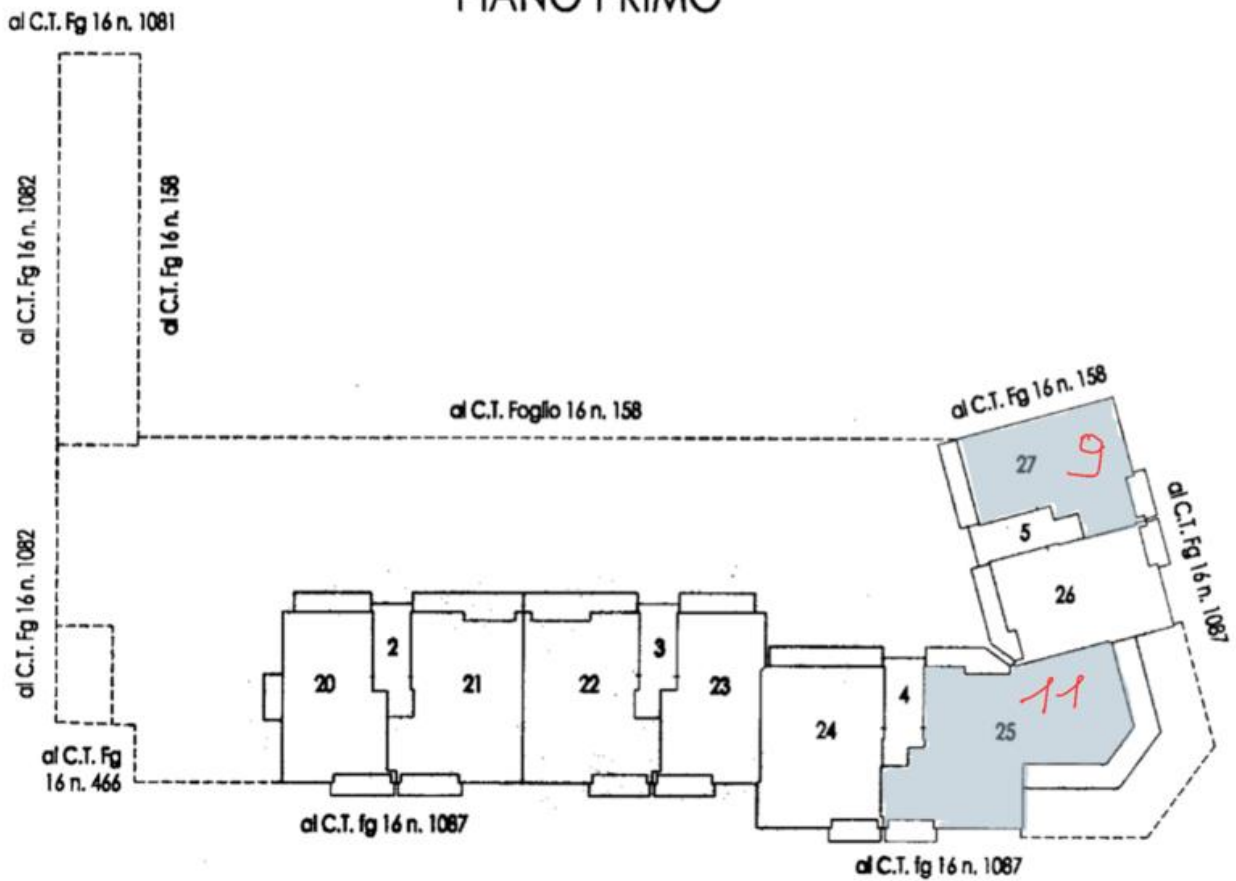 PIANO PRIMO
al C.T. Fg 16 n. 1081
al C.T. Fg 16 n. 1082
al C.T. Fg 16 n. 158
al C.T. Foglio 16 n. 158
al C.T. Fg 16 n. 158
27
9
5
26
al C.T. Fg 16 n. 1087
al C.T. Fg 16 n. 1082
20
2
21
22
3
23
24
4
25
11
al C.T. Fg
16 n. 466
al C.T. fg 16 n. 1087
al C.T. fg 16 n. 1087